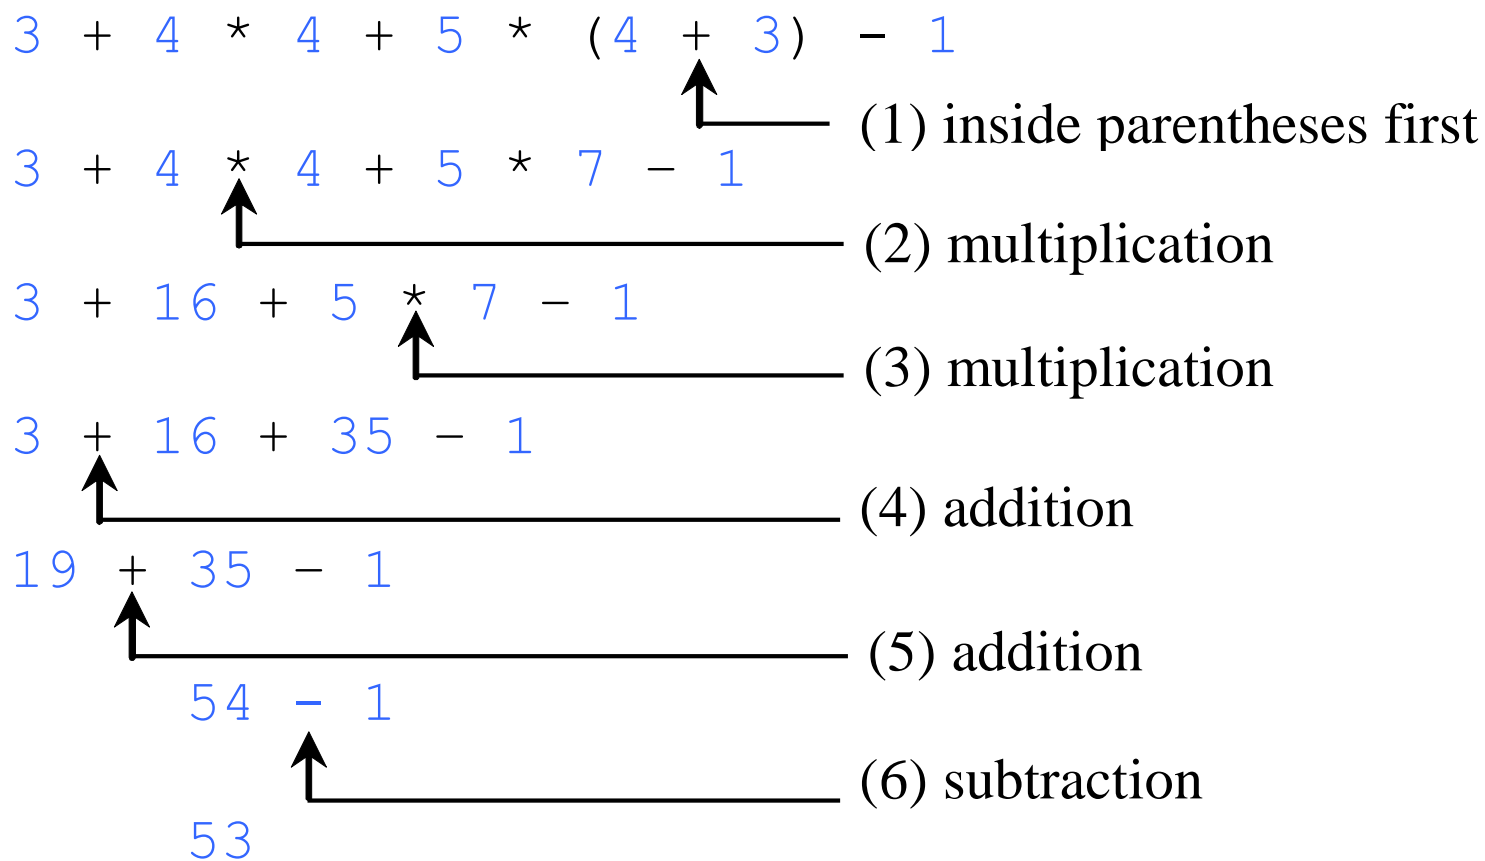 3 + 4 * 4 + 5 * (4 + 3) - 1
(1) inside parentheses first
3 + 4 * 4 + 5 * 7 - 1
(2) multiplication
3 + 16 + 5 * 7 - 1
(3) multiplication
3 + 16 + 35 - 1
(4) addition
19 + 35 - 1
(5) addition
54 - 1
(6) subtraction
53